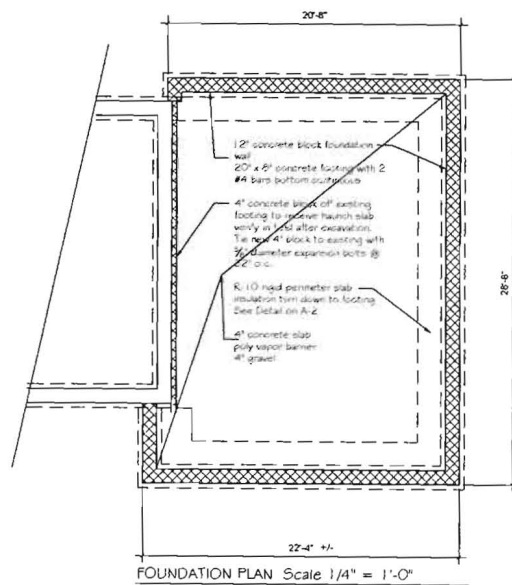 20'-8"
12" concrete block foundation
wall
20" x 8" concrete footing with 2
#4 bars bottom continuous
4" concrete block of existing
footing to receive haunch slab
verify in field after excavation.
Tie new 4" block to existing with
diameter expansion bolts @
o.c.
R-10 rigid perimeter slab
insulation turn down to footing
See Detail on A-2
4" concrete slab
poly vapor barrier
4" gravel
22'-4" +/-
FOUNDATION PLAN Scale 1/4" = 1'-0"